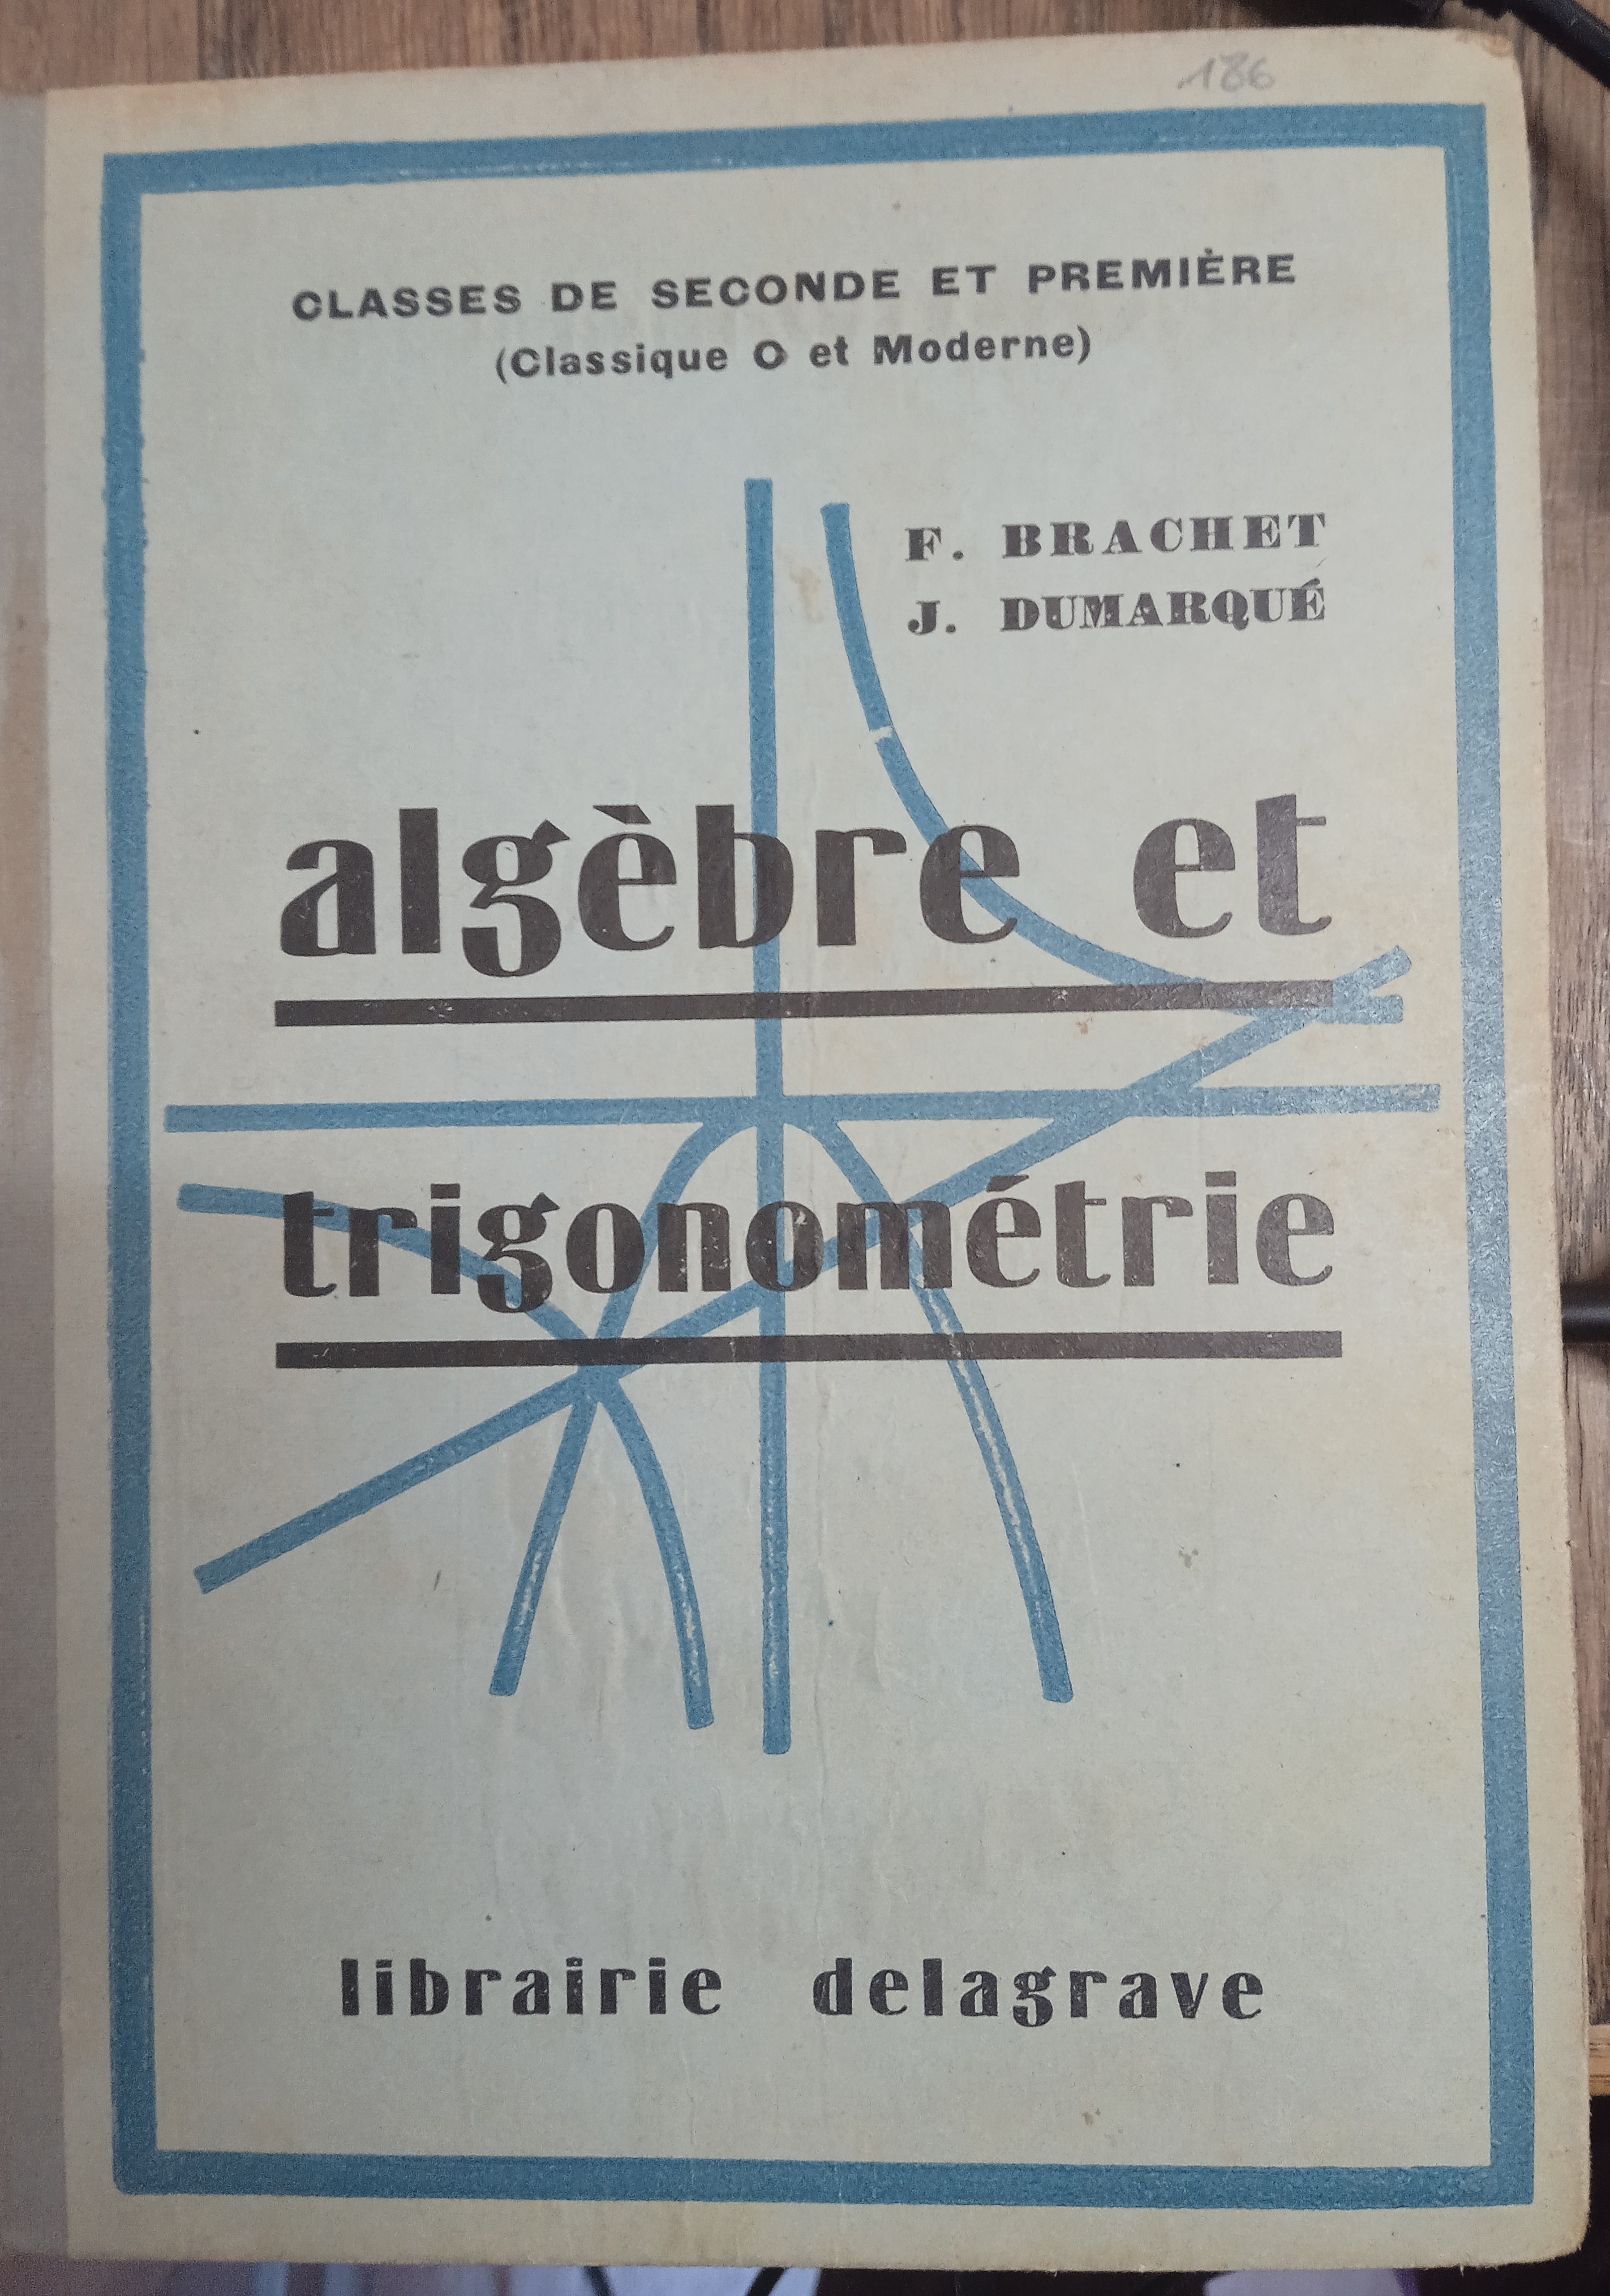 186
CLASSES DE SECONDE ET PREMIÈRE
(Classique C et Moderne)
F. BRACHET
J. DUMARQUÉ
algèbre et
trigonométrie
librairie delagrave